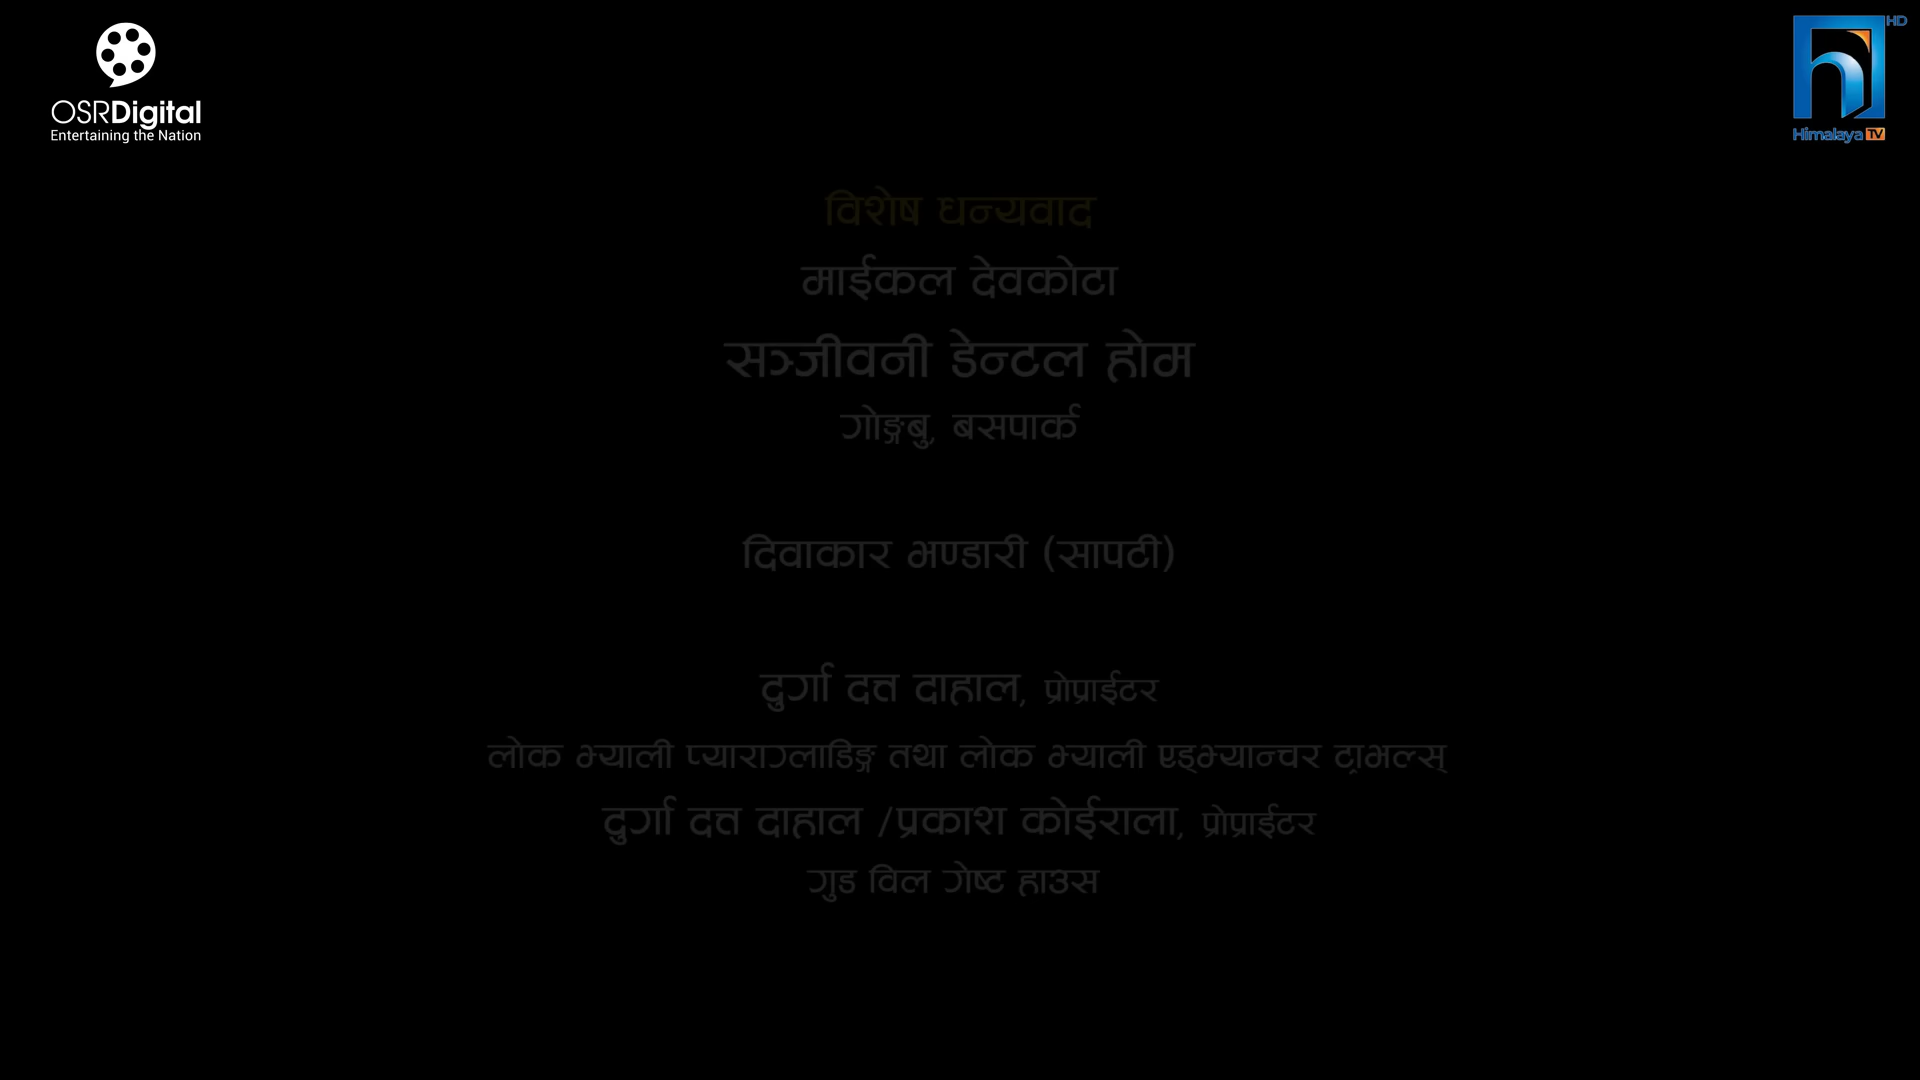 OSRDigital
Entertaining the Nation
HD
Himalaya TV
विशेष धन्यवाद
माईकल देवकोटा
सञ्जीवनी डेन्टल होम
गोङ्गबु, बसपार्क
दिवाकार भण्डारी (सापटी)
दुर्गा दत्त दाहाल, प्रोप्राईटर
लोक भ्याली प्याराग्लाडिङ्ग तथा लोक भ्याली एड्भ्यान्चर ट्राभल्स्
दुर्गा दत्त दाहाल /प्रकाश कोईराला, प्रोप्राईटर
गुड विल गेष्ट हाउस